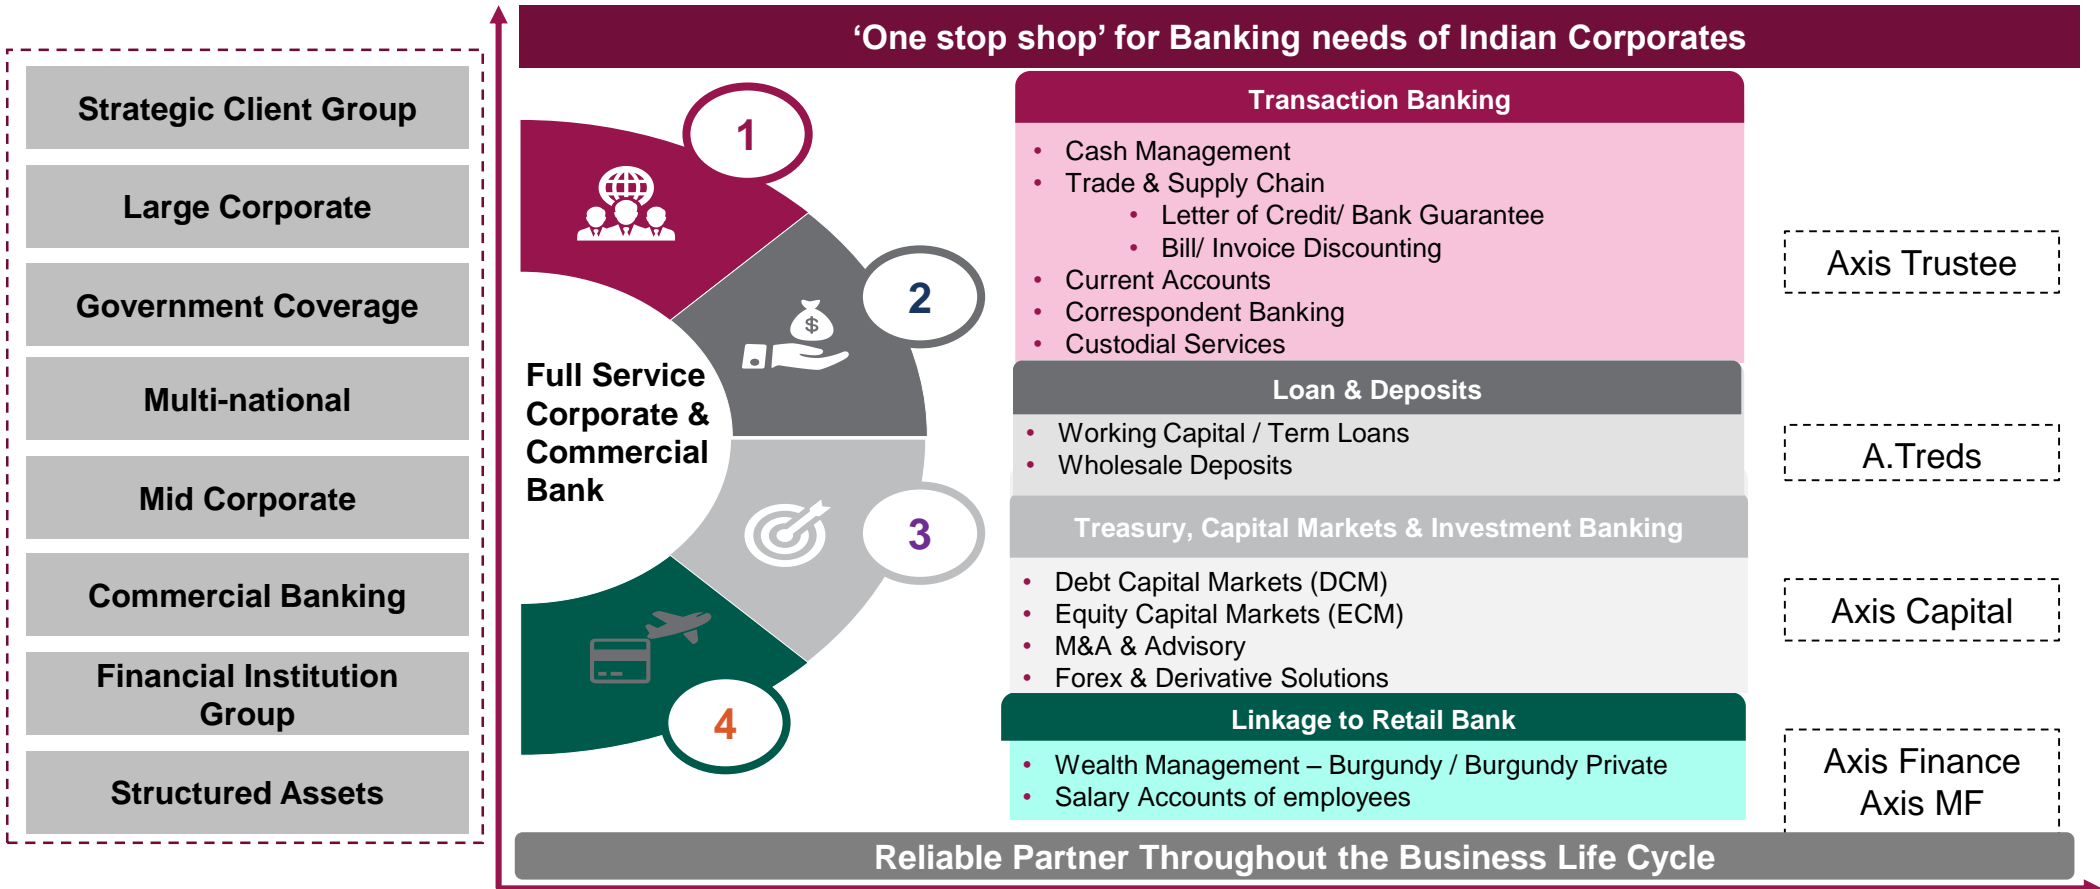 ‘One stop shop’ for Banking needs of Indian Corporates
Strategic Client Group
Large Corporate
Government Coverage
Multi-national
Mid Corporate
Commercial Banking
Financial Institution
Group
Structured Assets
1
2
3
4
$
Full Service
Corporate &
Commercial
Bank
Transaction Banking
• Cash Management
• Trade & Supply Chain
• Letter of Credit/ Bank Guarantee
• Bill/ Invoice Discounting
• Current Accounts
• Correspondent Banking
• Custodial Services
Loan & Deposits
• Working Capital / Term Loans
• Wholesale Deposits
Treasury, Capital Markets & Investment Banking
• Debt Capital Markets (DCM)
• Equity Capital Markets (ECM)
• M&A & Advisory
• Forex & Derivative Solutions
Linkage to Retail Bank
• Wealth Management – Burgundy / Burgundy Private
• Salary Accounts of employees
Axis Trustee
A.Treds
Axis Capital
Axis Finance
Axis MF
Reliable Partner Throughout the Business Life Cycle